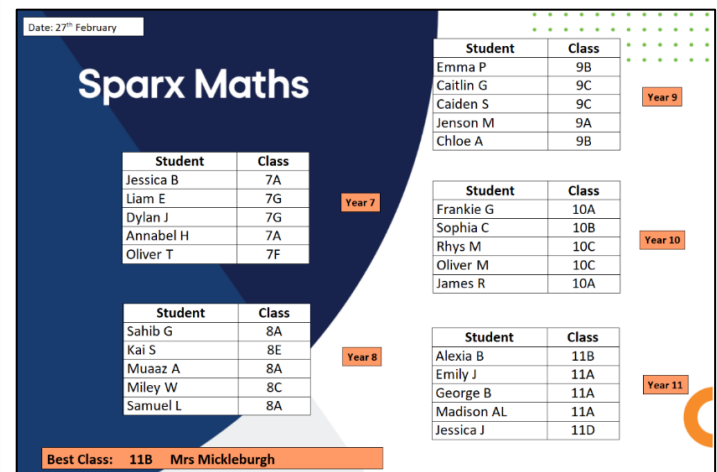 Date: 27th February
Sparx Maths
Student Class
Jessica B 7A
Liam E 7G
Dylan J 7G
Annabel H 7A
Oliver T 7F
Year 7
Student Class
Sahib G 8A
Kai S 8E
Muaaz A 8A
Miley W 8C
Samuel L 8A
Year 8
Student Class
Emma P 9B
Caitlin G 9C
Caiden S 9C
Jenson M 9A
Chloe A 9B
Year 9
Student Class
Frankie G 10A
Sophia C 10B
Rhys M 10C
Oliver M 10C
James R 10A
Year 10
Student Class
Alexia B 11B
Emily J 11A
George B 11A
Madison AL 11A
Jessica J 11D
Year 11
Best Class: 11B Mrs Mickleburgh